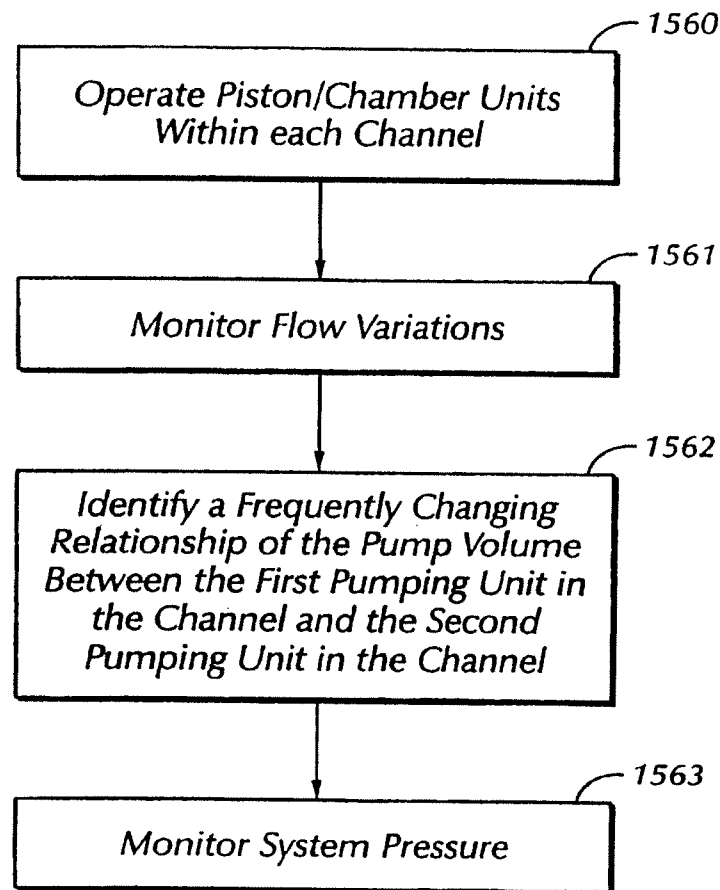 1560
Operate Piston/Chamber Units
Within each Channel
1561
Monitor Flow Variations
1562
Identify a Frequently Changing
Relationship of the Pump Volume
Between the First Pumping Unit in
the Channel and the Second
Pumping Unit in the Channel
1563
Monitor System Pressure